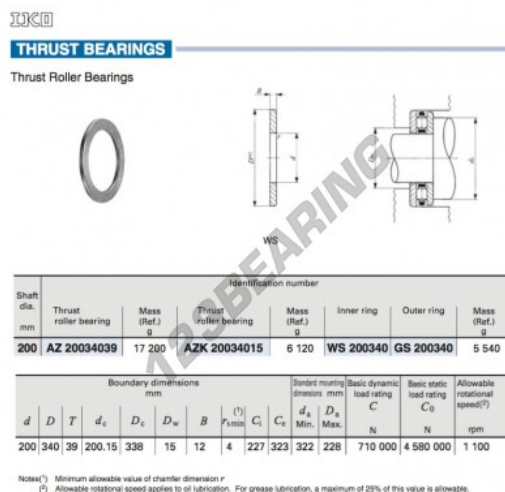 IKO
THRUST BEARINGS
Thrust Roller Bearings
B
r
D
d
Da
da
WS
123BEARING
Shaft dia. mm Identification number
Thrust roller bearing Mass (Ref.) g Thrust roller bearing Mass (Ref.) g Inner ring Outer ring Mass (Ref.) g
200 AZ 20034039 17 200 AZK 20034015 6 120 WS 200340 GS 200340 5 540
Boundary dimensions mm Standard mounting dimensions mm Basic dynamic load rating C N Basic static load rating C0 N Allowable rotational speed(2) rpm
d D T dc Dc Dw B rs min(1) Ci Ce da Min. Da Max.
200 340 39 200.15 338 15 12 4 227 323 322 228 710 000 4 580 000 1 100
Notes(1) Minimum allowable value of chamfer dimension r
(2) Allowable rotational speed applies to oil lubrication. For grease lubrication, a maximum of 25% of this value is allowable.